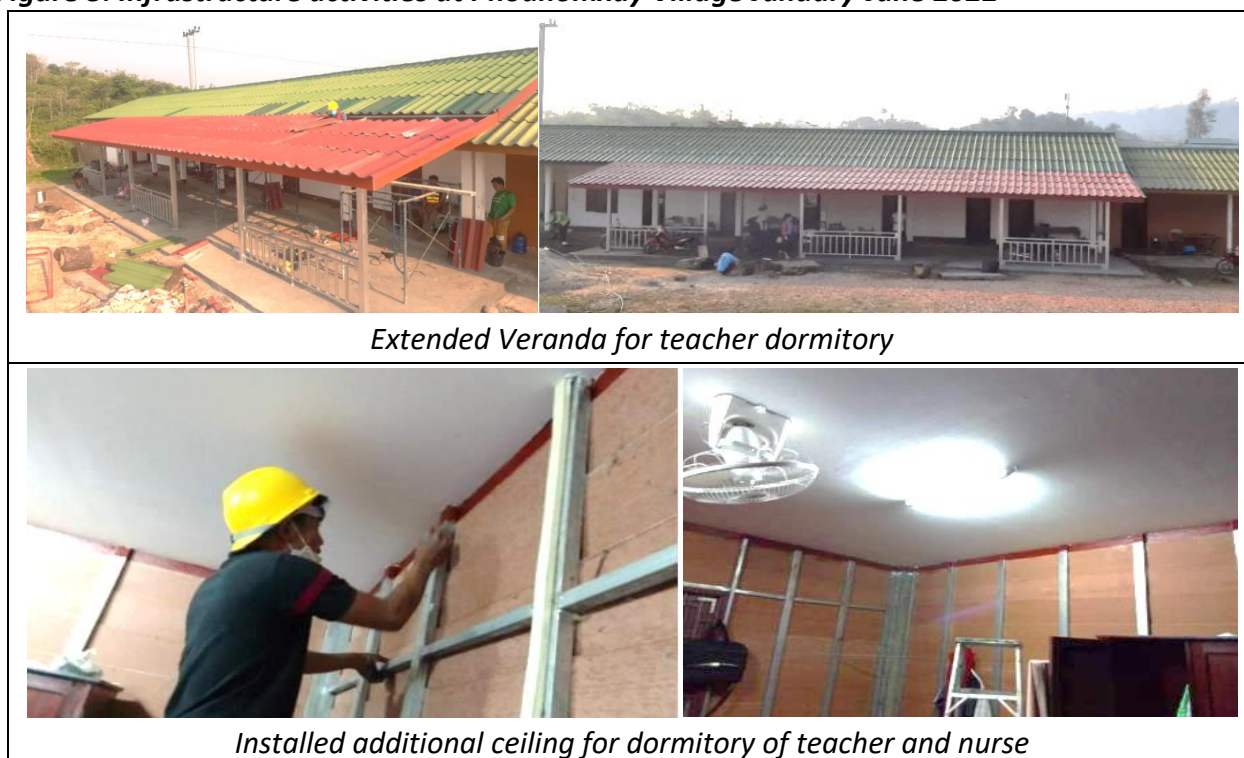 Extended Veranda for teacher dormitory
Installed additional ceiling for dormitory of teacher and nurse